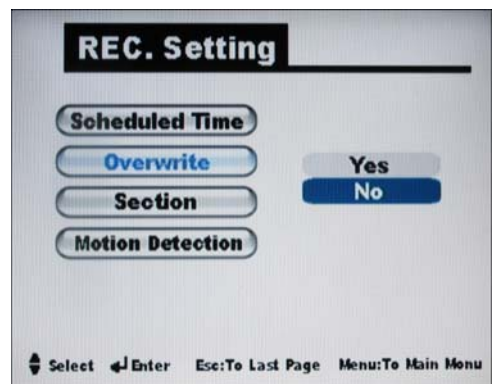 REC. Setting
Scheduled Time
Overwrite
Yes
No
Section
Motion Detection
Select Enter Esc:To Last Page Menu:To Main Monu